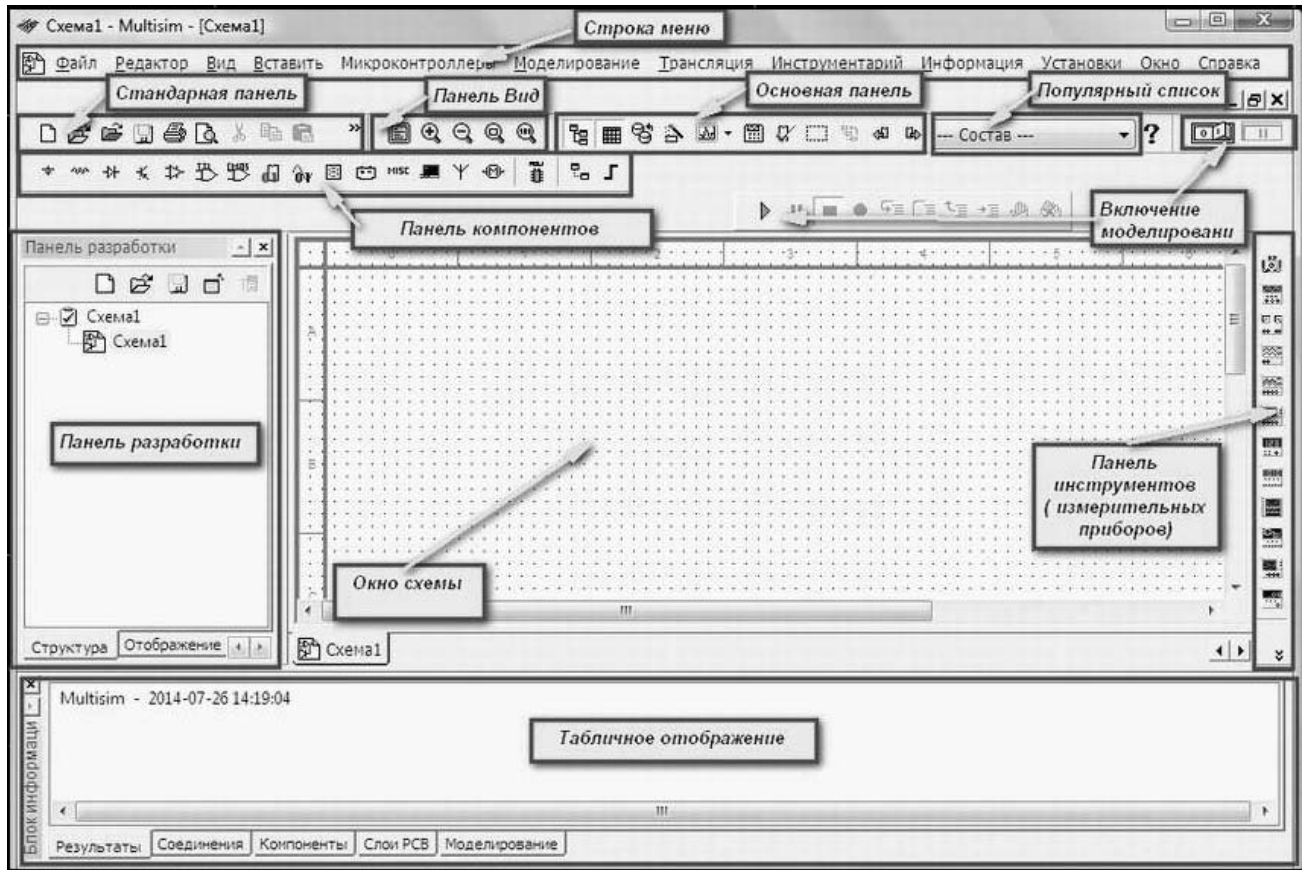 Схема1 - Multisim - [Схема1]
Строка меню
Файл Редактор Вид Вставить Микроконтроллеры Моделирование Трансляция Инструментарий Информация Установки Окно Справка
Стандарная панель
Панель Вид
Основная панель
Популярный список
--- Состав ---
?
MISC
Панель компонентов
Включение
моделировани
Панель разработки
Схема1
Схема1
Панель разработки
Панель
инструментов
( измерительных
приборов)
Окно схемы
Структура Отображение
Схема1
Multisim - 2014-07-26 14:19:04
Табличное отображение
Блок информаци
Результаты Соединения Компоненты Слои PCB Моделирование